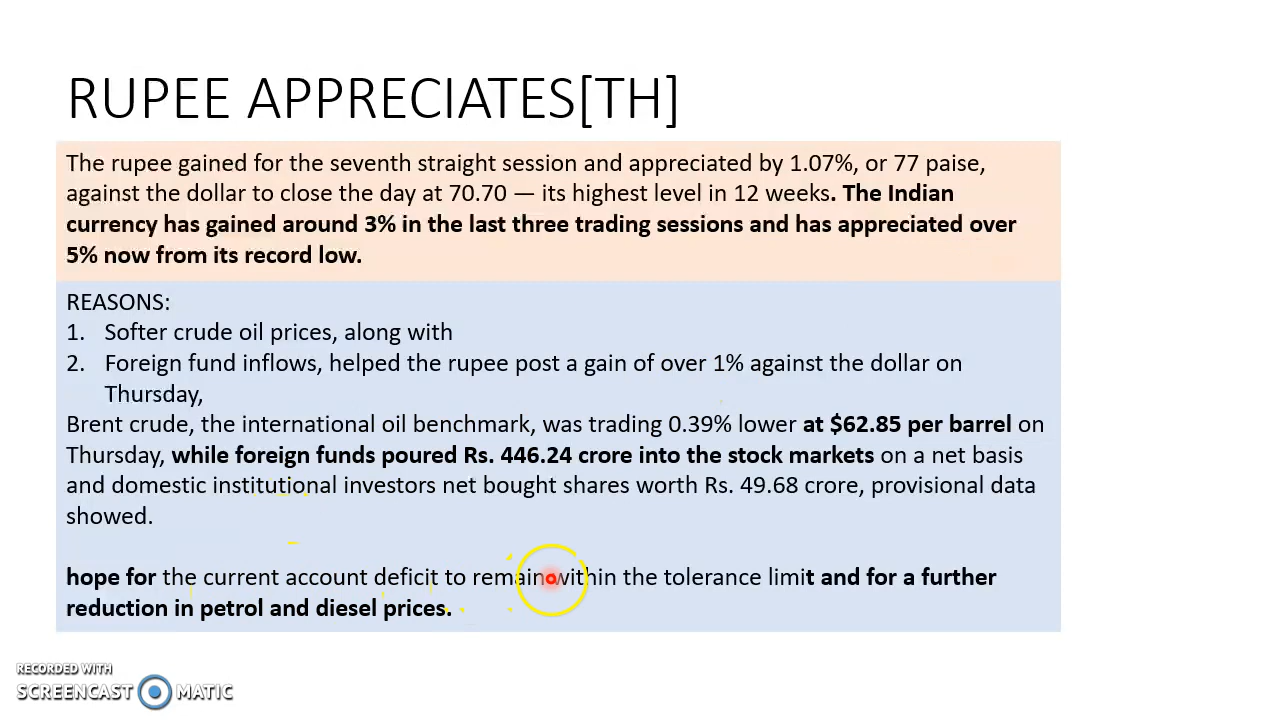 RUPEE APPRECIATES[TH]
The rupee gained for the seventh straight session and appreciated by 1.07%, or 77 paise,
against the dollar to close the day at 70.70 — its highest level in 12 weeks. The Indian
currency has gained around 3% in the last three trading sessions and has appreciated over
5% now from its record low.
REASONS:
1. Softer crude oil prices, along with
2. Foreign fund inflows, helped the rupee post a gain of over 1% against the dollar on
Thursday,
Brent crude, the international oil benchmark, was trading 0.39% lower at $62.85 per barrel on
Thursday, while foreign funds poured Rs. 446.24 crore into the stock markets on a net basis
and domestic institutional investors net bought shares worth Rs. 49.68 crore, provisional data
showed.
hope for the current account deficit to remain within the tolerance limit and for a further
reduction in petrol and diesel prices.
RECORDED WITH
SCREENCAST MATIC